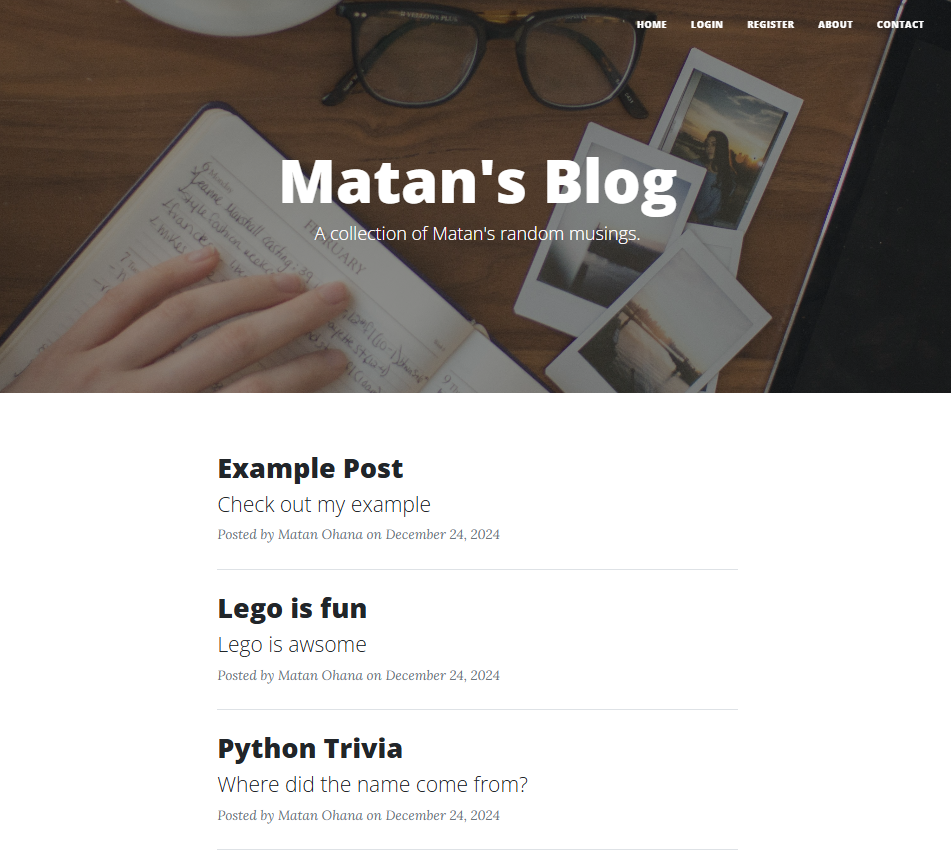 HOME LOGIN REGISTER ABOUT CONTACT
Matan's Blog
A collection of Matan's random musings.
FEBRUARY
Example Post
Check out my example
Posted by Matan Ohana on December 24, 2024
Lego is fun
Lego is awsome
Posted by Matan Ohana on December 24, 2024
Python Trivia
Where did the name come from?
Posted by Matan Ohana on December 24, 2024